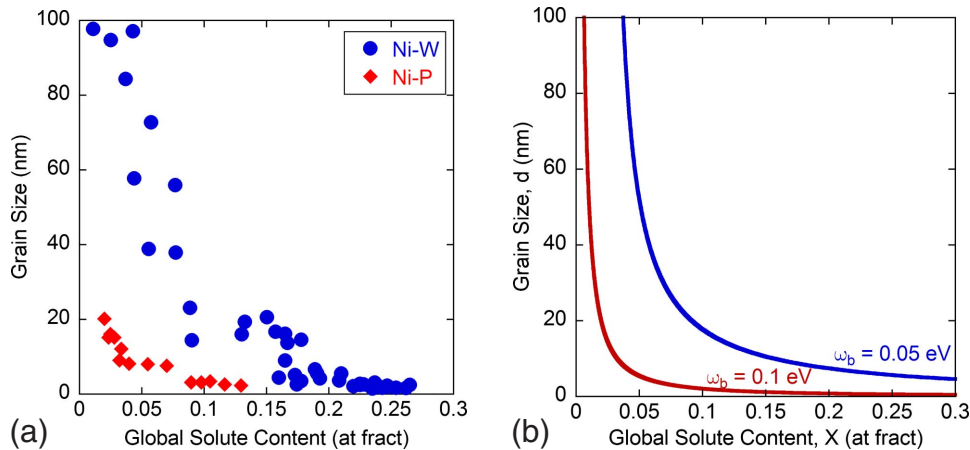 100
80
60
40
20
0
Grain Size (nm)
Ni-W
Ni-P
0
0.05
0.1
0.15
0.2
0.25
0.3
Global Solute Content (at fract)
(a)
100
80
60
40
20
0
Grain Size, d (nm)
ω_b = 0.05 eV
ω_b = 0.1 eV
0
0.05
0.1
0.15
0.2
0.25
0.3
Global Solute Content, X (at fract)
(b)